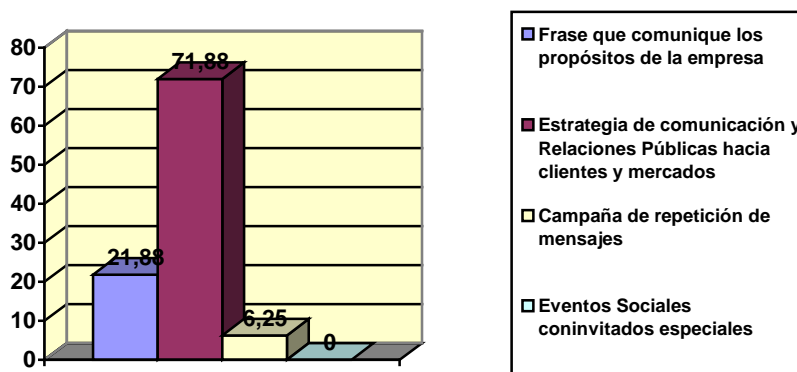 80
70
60
50
40
30
20
10
0
21,88
71,88
6,25
0
Frase que comunique los
propósitos de la empresa
Estrategia de comunicación y
Relaciones Públicas hacia
clientes y mercados
Campaña de repetición de
mensajes
Eventos Sociales
coninvitados especiales